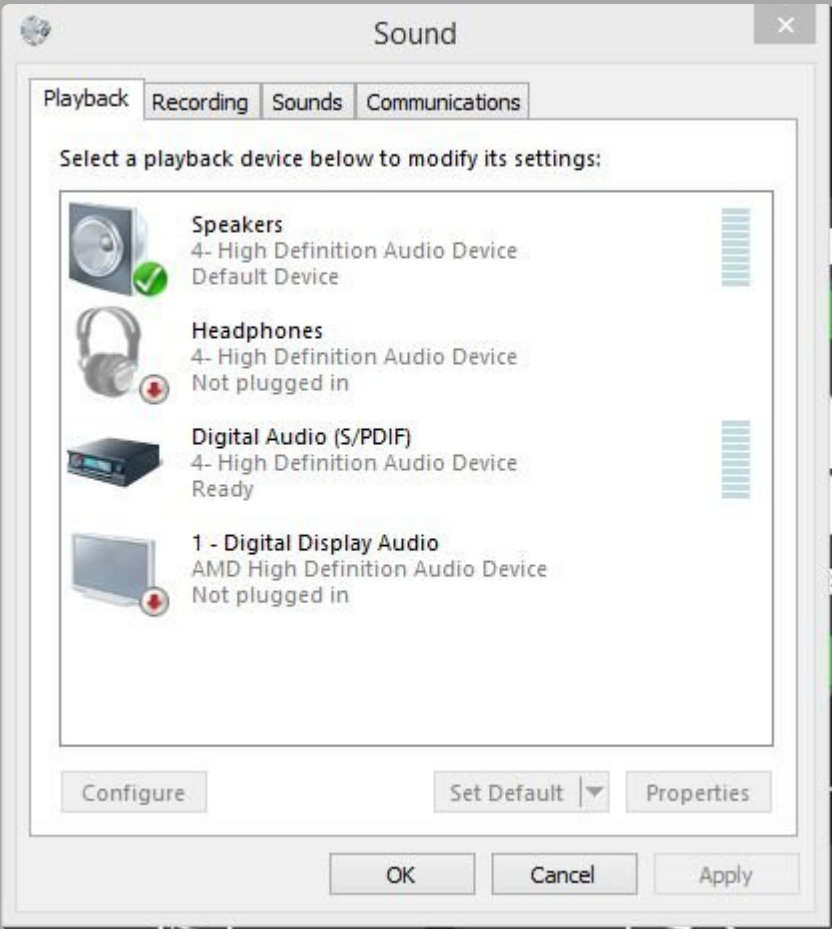 Sound
Playback
Recording
Sounds
Communications
Select a playback device below to modify its settings:
Speakers
4- High Definition Audio Device
Default Device
Headphones
4- High Definition Audio Device
Not plugged in
Digital Audio (S/PDIF)
4- High Definition Audio Device
Ready
1 - Digital Display Audio
AMD High Definition Audio Device
Not plugged in
Configure
Set Default
Properties
OK
Cancel
Apply